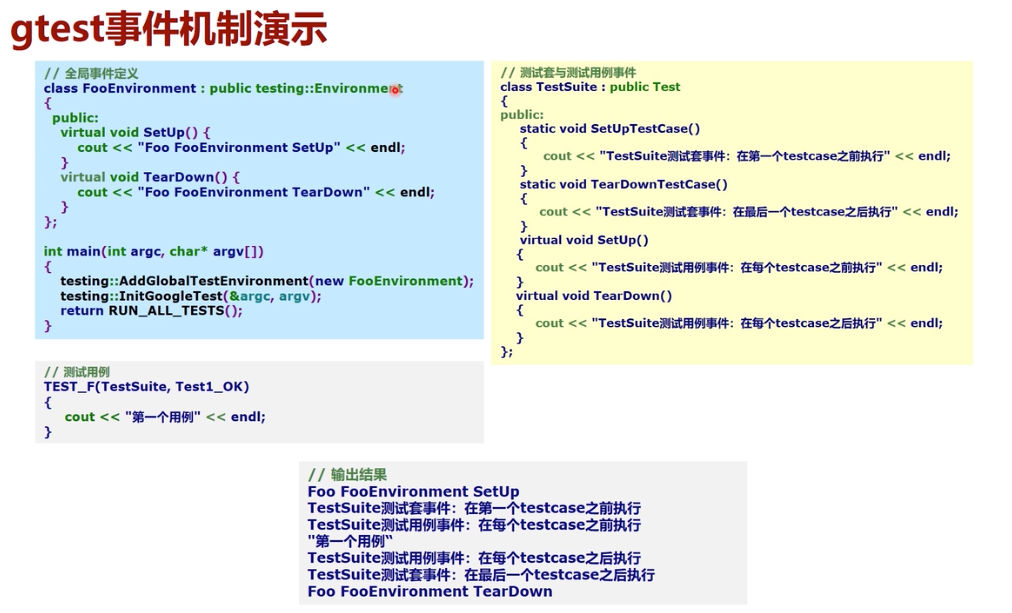 gtest事件机制演示
// 全局事件定义
class FooEnvironment : public testing::Environment
{
public:
virtual void SetUp() {
cout << "Foo FooEnvironment SetUp" << endl;
}
virtual void TearDown() {
cout << "Foo FooEnvironment TearDown" << endl;
}
};
int main(int argc, char* argv[])
{
testing::AddGlobalTestEnvironment(new FooEnvironment);
testing::InitGoogleTest(&argc, argv);
return RUN_ALL_TESTS();
}
// 测试用例
TEST_F(TestSuite, Test1_OK)
{
cout << "第一个用例" << endl;
}
// 测试套与测试用例事件
class TestSuite : public Test
{
public:
static void SetUpTestCase()
{
cout << "TestSuite测试套事件：在第一个testcase之前执行" << endl;
}
static void TearDownTestCase()
{
cout << "TestSuite测试套事件：在最后一个testcase之后执行" << endl;
}
virtual void SetUp()
{
cout << "TestSuite测试用例事件：在每个testcase之前执行" << endl;
}
virtual void TearDown()
{
cout << "TestSuite测试用例事件：在每个testcase之后执行" << endl;
}
};
// 输出结果
Foo FooEnvironment SetUp
TestSuite测试套事件：在第一个testcase之前执行
TestSuite测试用例事件：在每个testcase之前执行
"第一个用例“
TestSuite测试用例事件：在每个testcase之后执行
TestSuite测试套事件：在最后一个testcase之后执行
Foo FooEnvironment TearDown